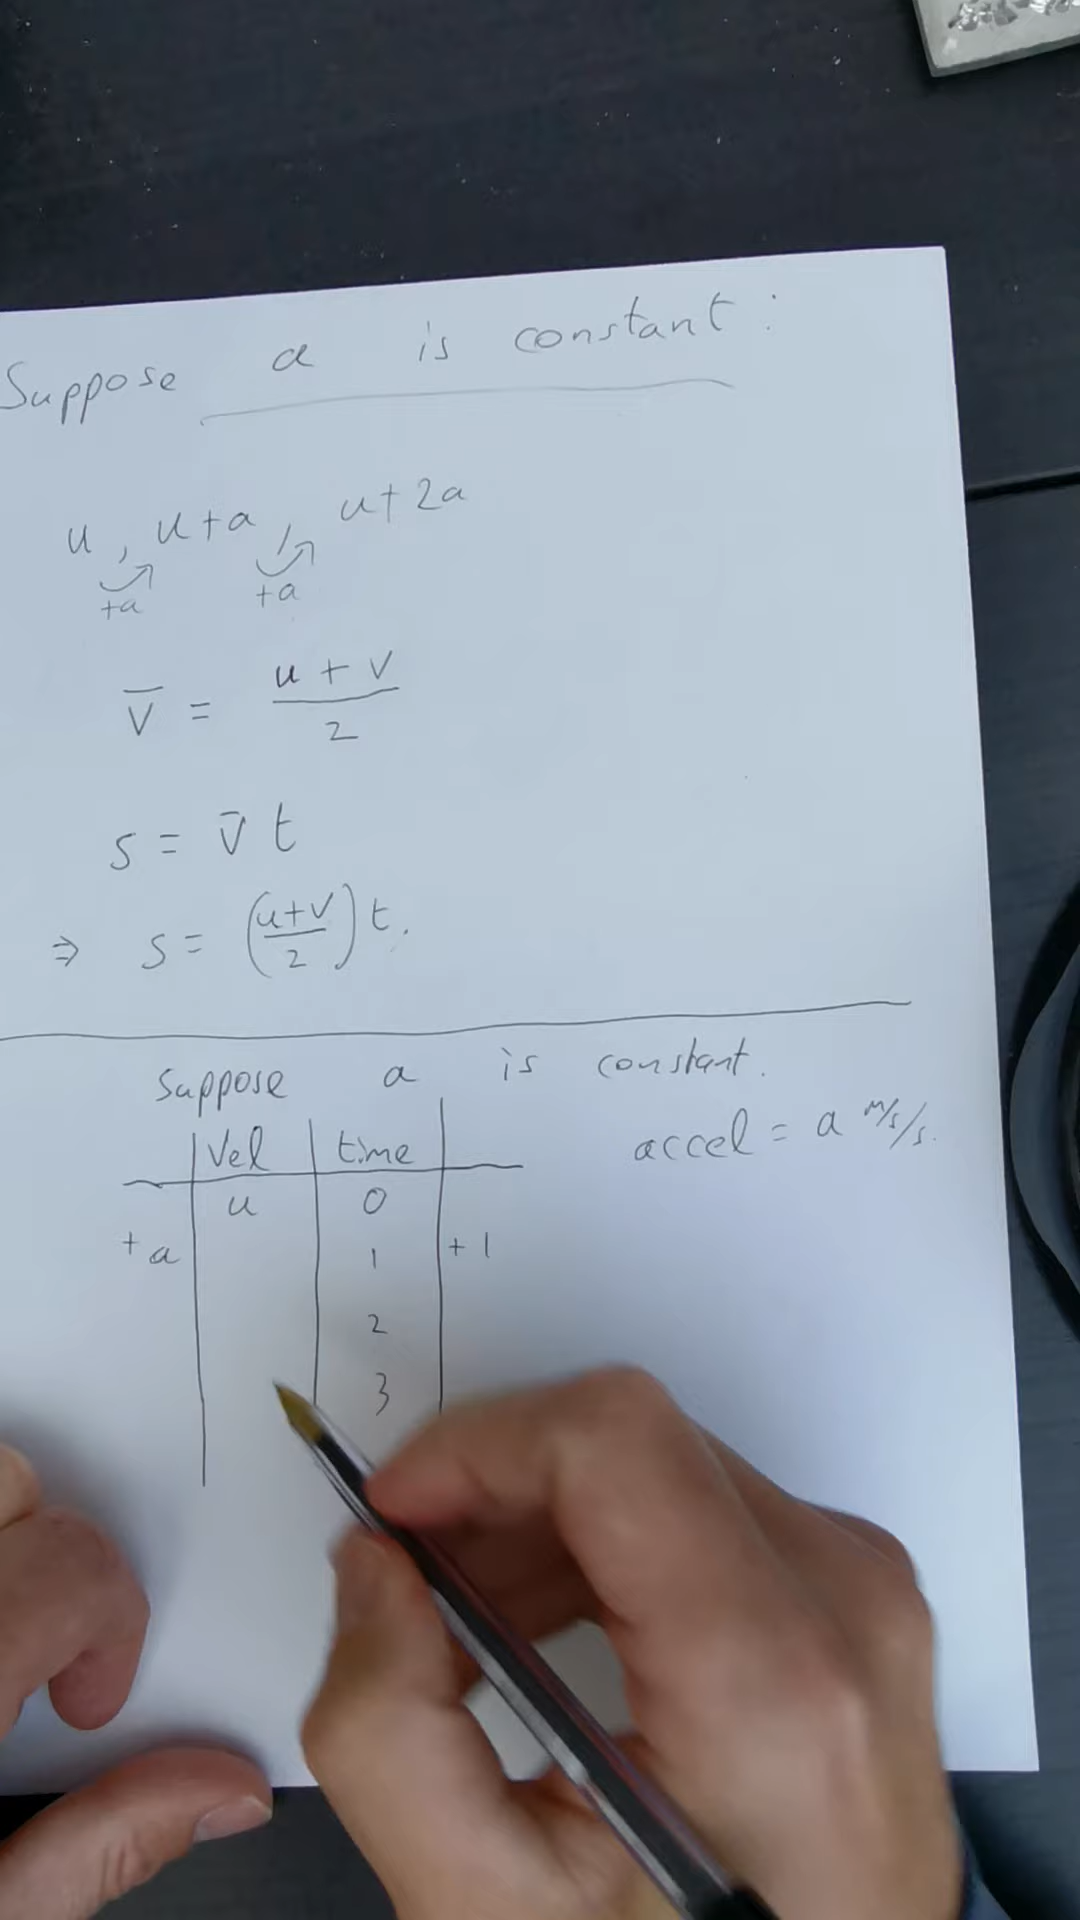 Suppose a is constant:
u, u+a, u+2a
+a +a
v̄ = (u + v)/2
s = v̄ t
⇒ s = ((u+v)/2) t.
Suppose a is constant.
accel = a m/s/s.
Vel time
u 0
+a 1 +1
2
3